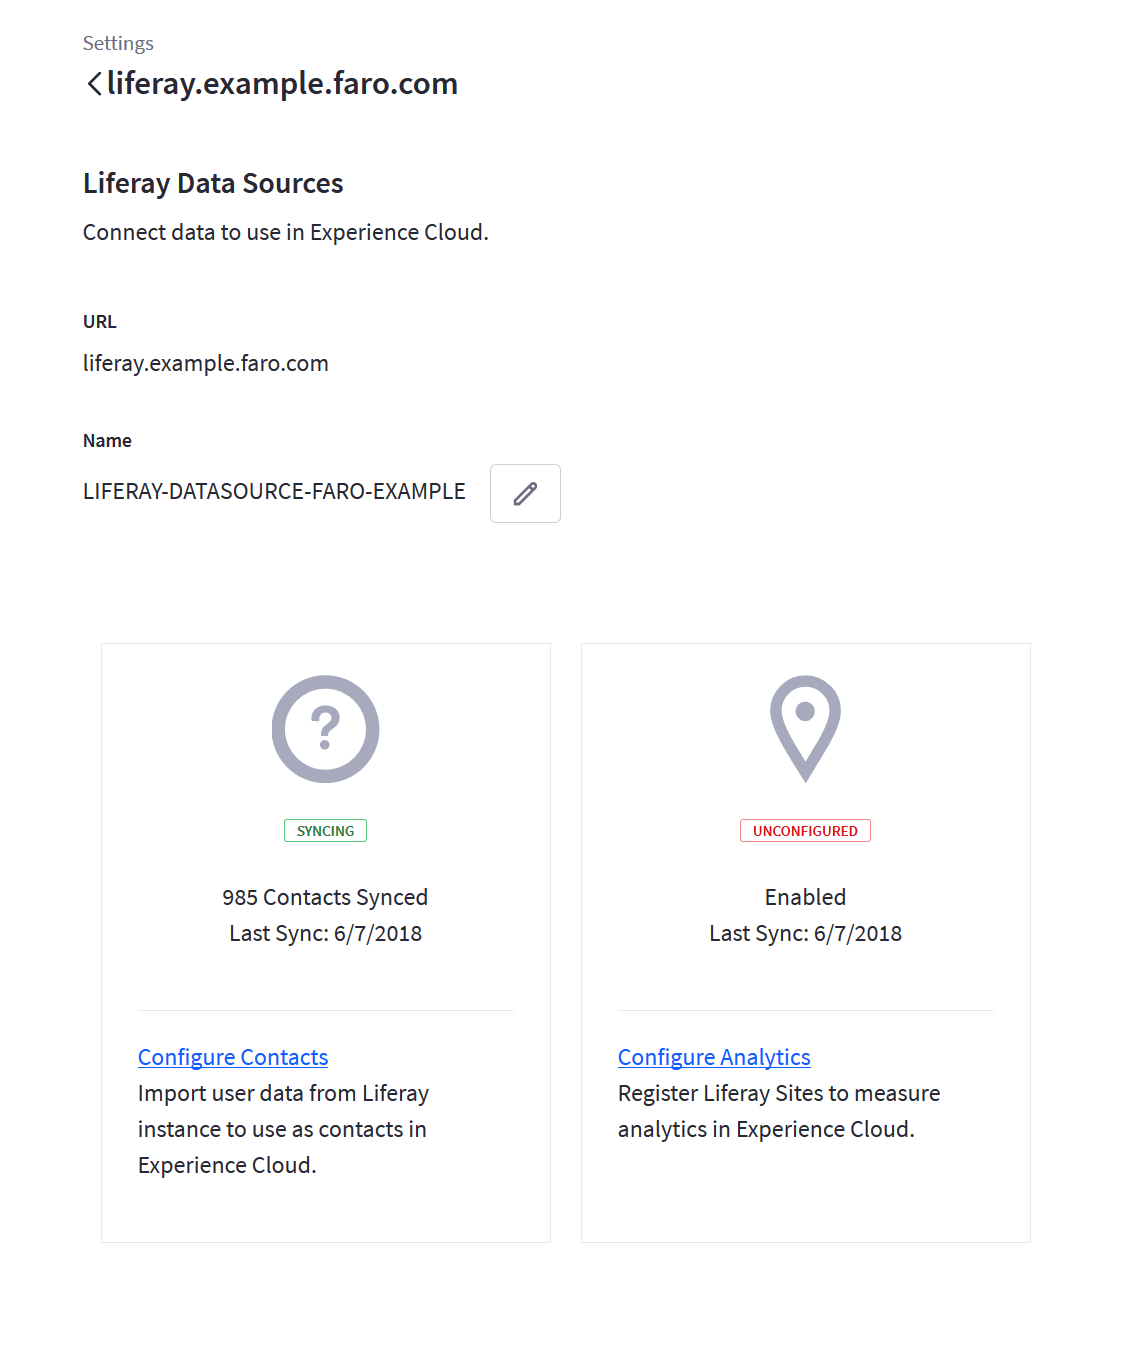 Settings
liferay.example.faro.com
Liferay Data Sources
Connect data to use in Experience Cloud.
URL
liferay.example.faro.com
Name
LIFERAY-DATASOURCE-FARO-EXAMPLE
?
SYNCING
985 Contacts Synced
Last Sync: 6/7/2018
Configure Contacts
Import user data from Liferay
instance to use as contacts in
Experience Cloud.
UNCONFIGURED
Enabled
Last Sync: 6/7/2018
Configure Analytics
Register Liferay Sites to measure
analytics in Experience Cloud.